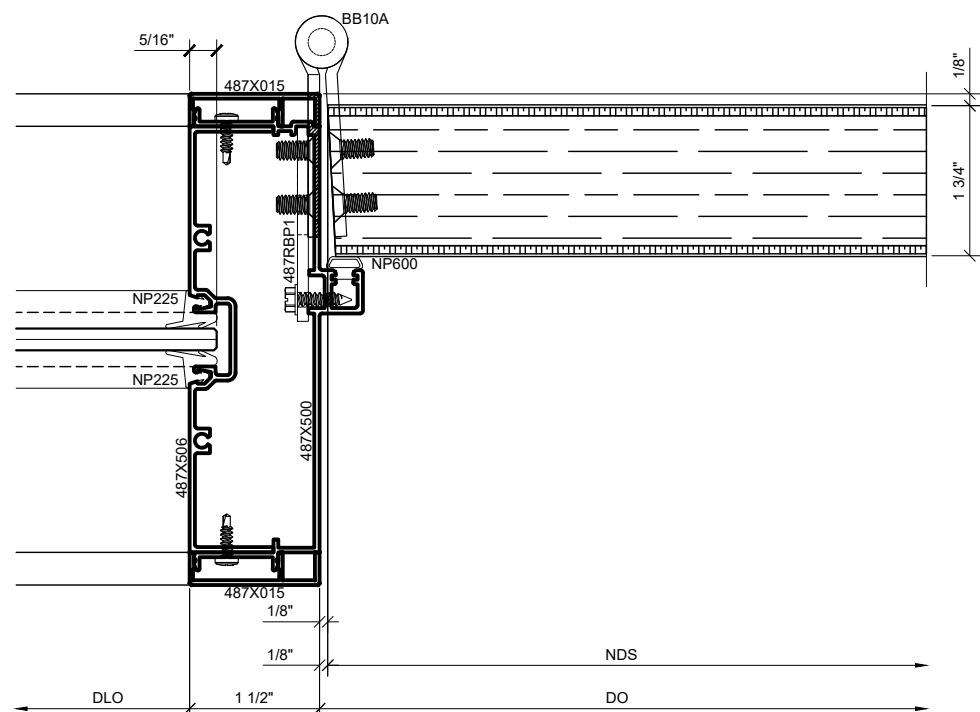 BB10A
5/16"
1/8"
487X015
1 3/4"
487RBP1
NP600
NP225
NP225
487X500
487X506
487X015
1/8"
1/8"
NDS
DLO
1 1/2"
DO